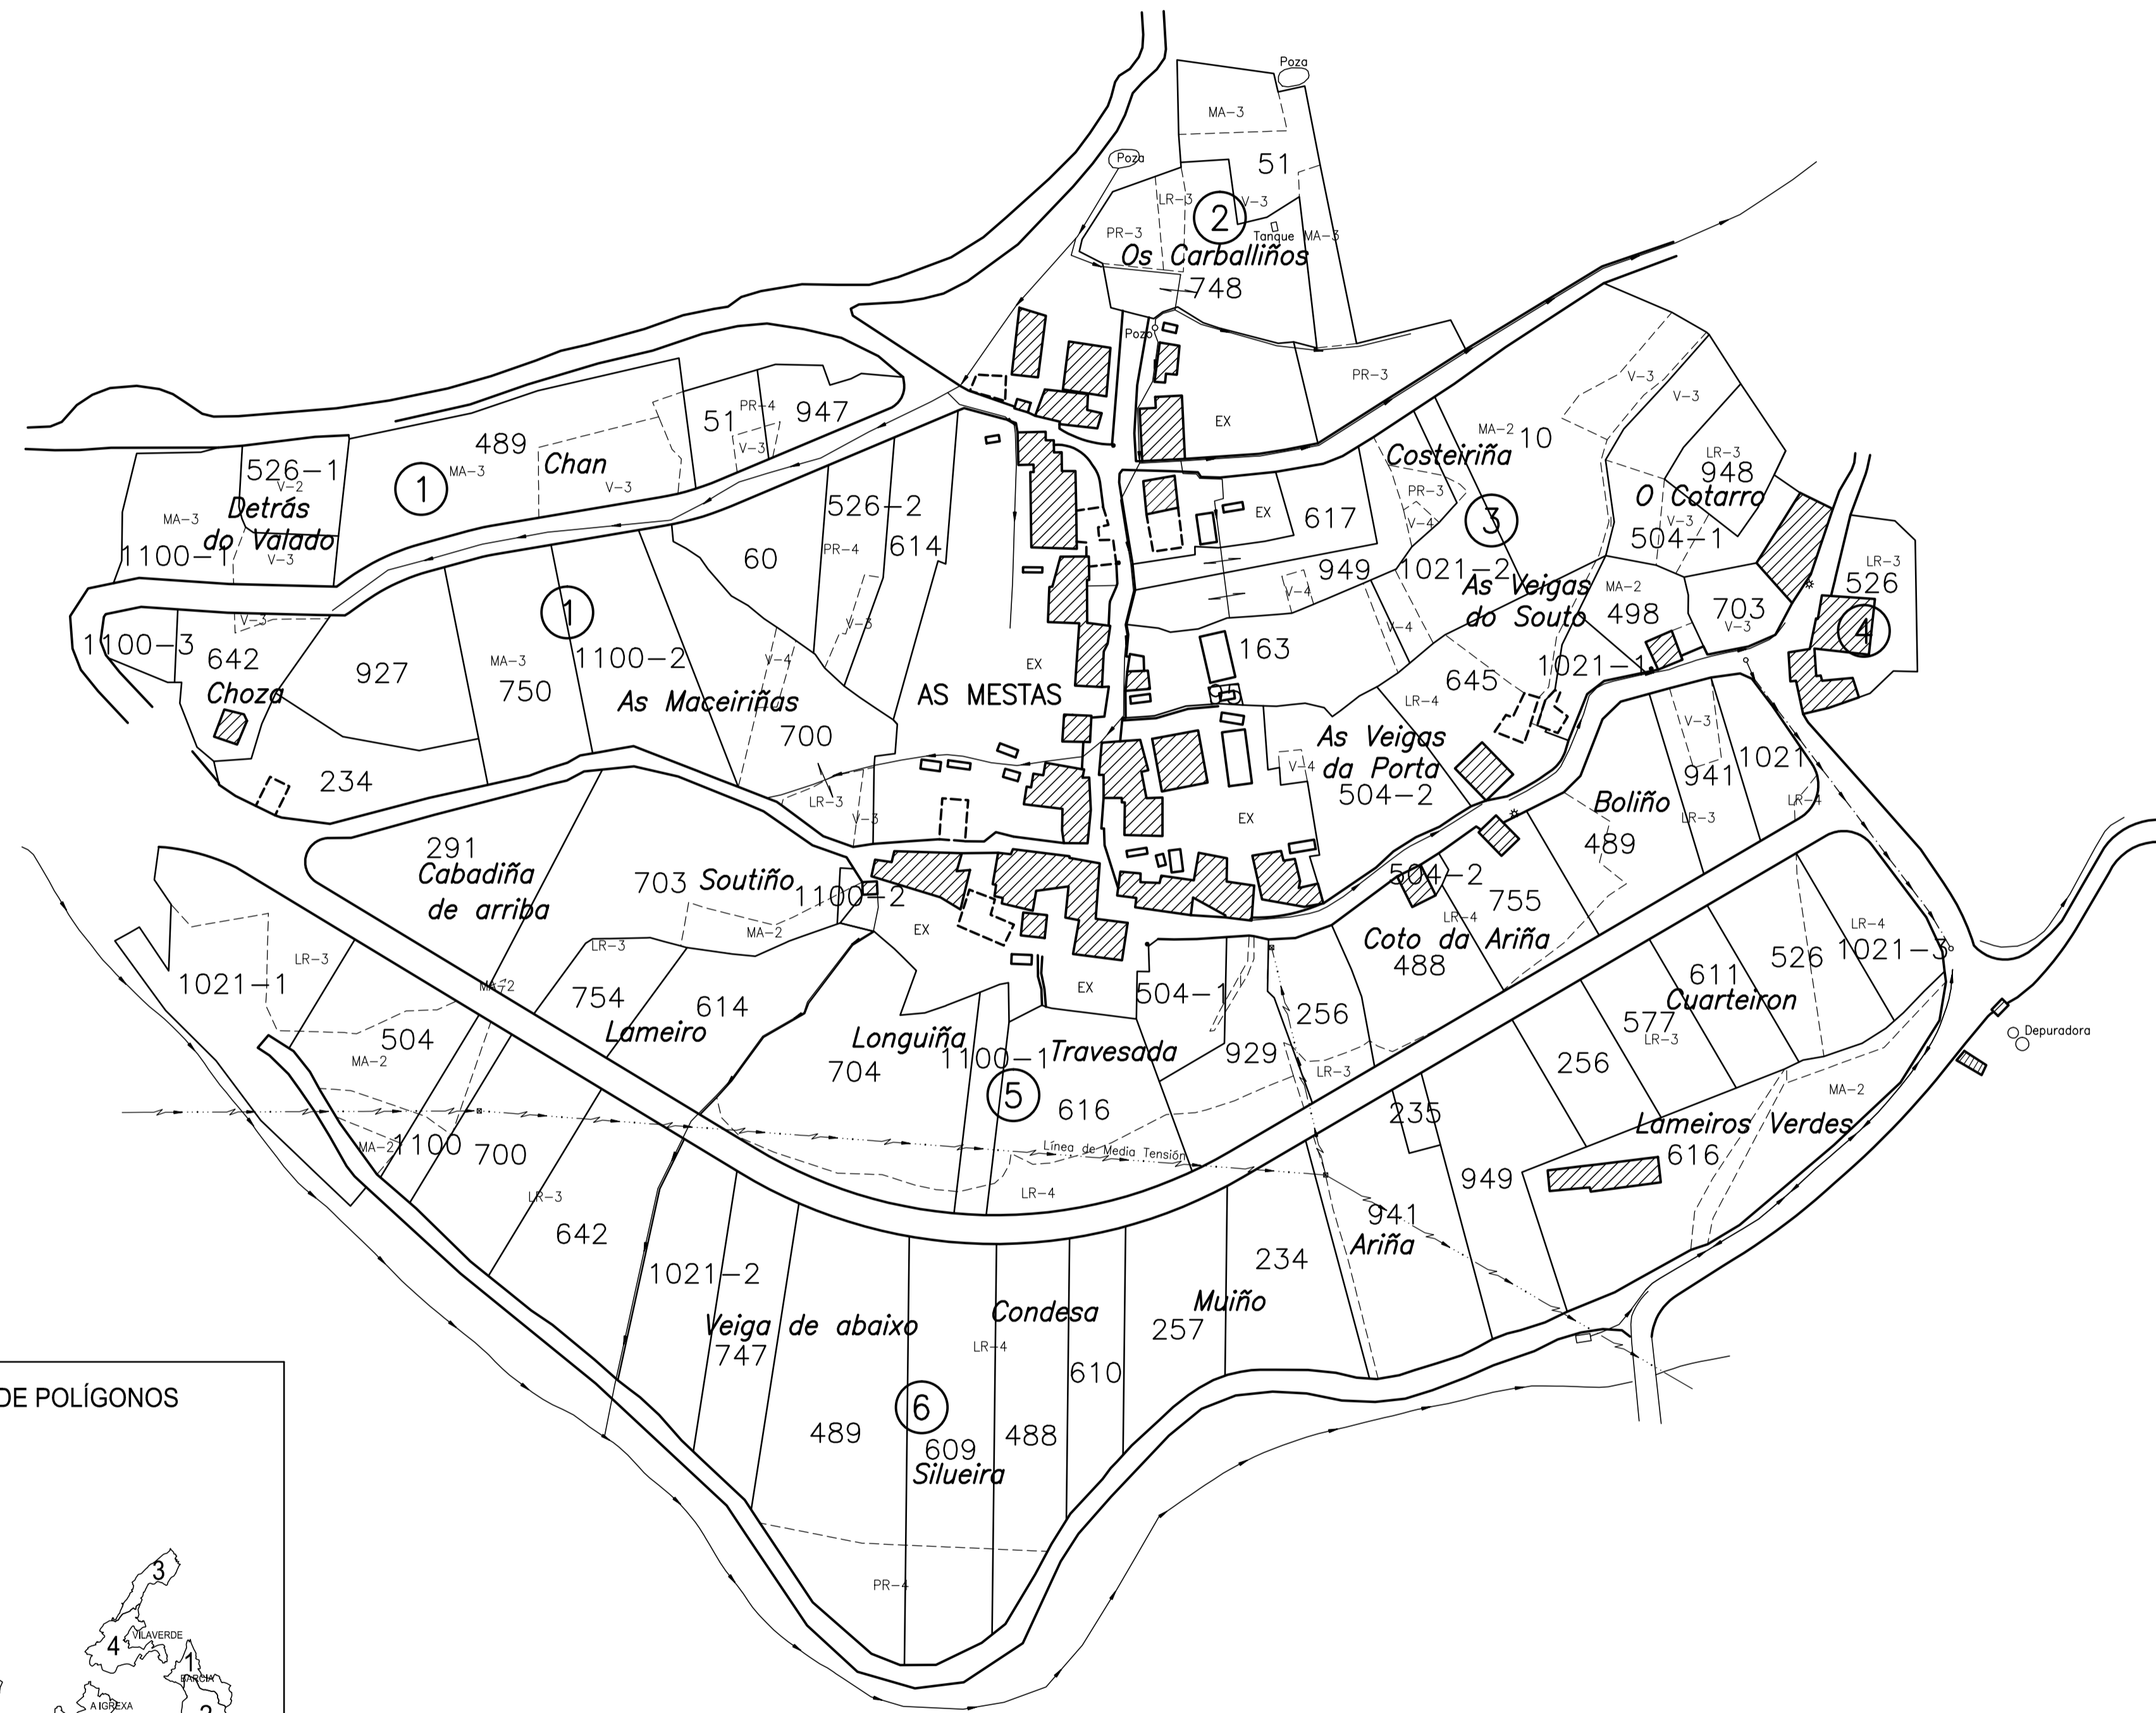 Poza
MA-3
51
Poza
LR-3
V-3
2
PR-3
Tanque
MA-3
Os Carballiños
748
Pozo
PR-3
EX
51
PR-4
947
V-3
489
MA-3
Chan
V-3
1
526-1
V-2
Detrás
do Valado
MA-3
1100-1
V-3
MA-2
10
Costeiriña
V-3
V-3
LR-3
948
O Cotarro
V-3
504-1
PR-3
V-4
3
EX
617
526-2
PR-4
614
60
949
V-4
1021-2
As Veigas
do Souto
MA-2
498
703
V-3
LR-3
526
4
V-3
1100-3
642
Choza
927
1
MA-3
750
1100-2
V-4
V-3
As Maceiriñas
700
EX
AS MESTAS
163
95
V-4
645
LR-4
1021-1
As Veigas
da Porta
504-2
V-4
V-3
941
1021
LR-4
LR-3
Boliño
489
234
LR-3
V-3
EX
291
Cabadiña
de arriba
703
Soutiño
1100-2
MA-2
EX
504-2
755
LR-4
Coto da Ariña
488
LR-4
1021-3
526
611
Cuarteiron
577
LR-3
256
Depuradora
1021-1
LR-3
MA-2
LR-3
754
614
Lameiro
504
MA-2
EX
504-1
256
Longuiña
704
1100-1
Travesada
929
LR-3
5
616
MA-2
Lameiros Verdes
616
235
MA-2
1100
700
Línea de Media Tensión
LR-3
LR-4
949
642
941
Ariña
234
1021-2
Veiga de abaixo
747
Condesa
LR-4
Muiño
257
610
6
489
609
488
Silueira
PR-4
DE POLÍGONOS
3
4
VILAVERDE
1
BARCIA
A IGREXA
2